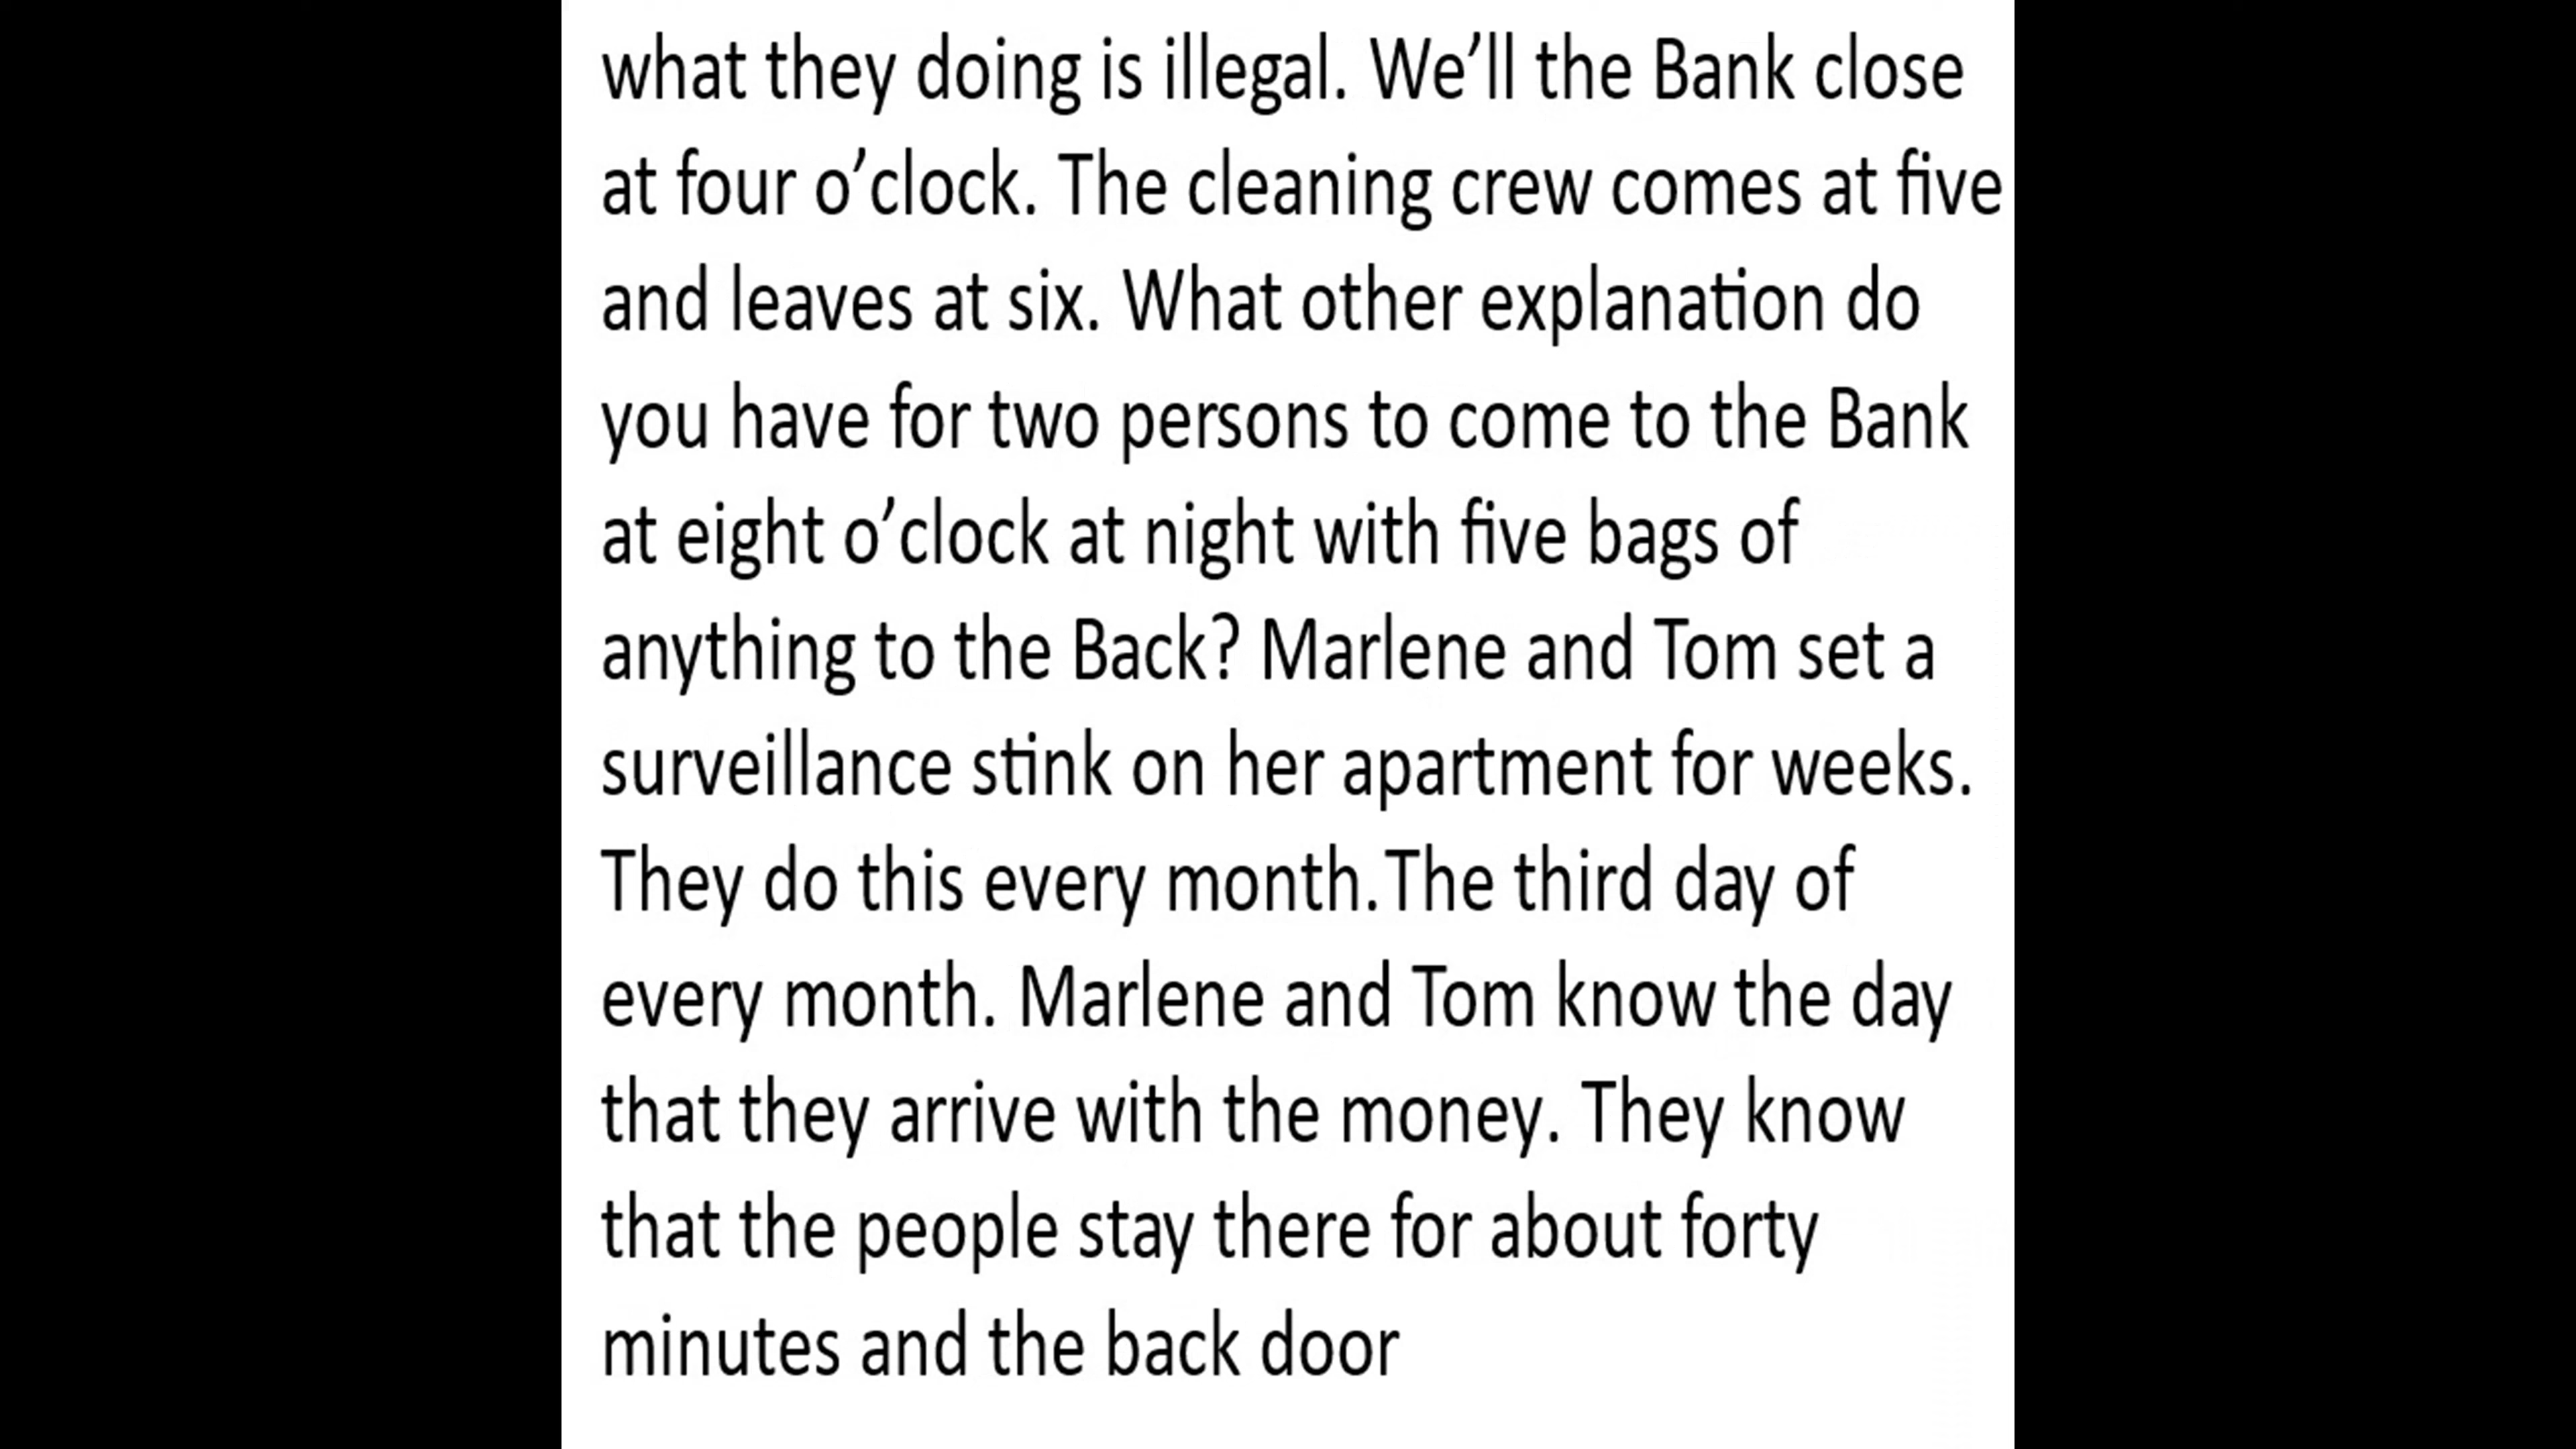 what they doing is illegal. We’ll the Bank close
at four o’clock. The cleaning crew comes at five
and leaves at six. What other explanation do
you have for two persons to come to the Bank
at eight o’clock at night with five bags of
anything to the Back? Marlene and Tom set a
surveillance stink on her apartment for weeks.
They do this every month.The third day of
every month. Marlene and Tom know the day
that they arrive with the money. They know
that the people stay there for about forty
minutes and the back door